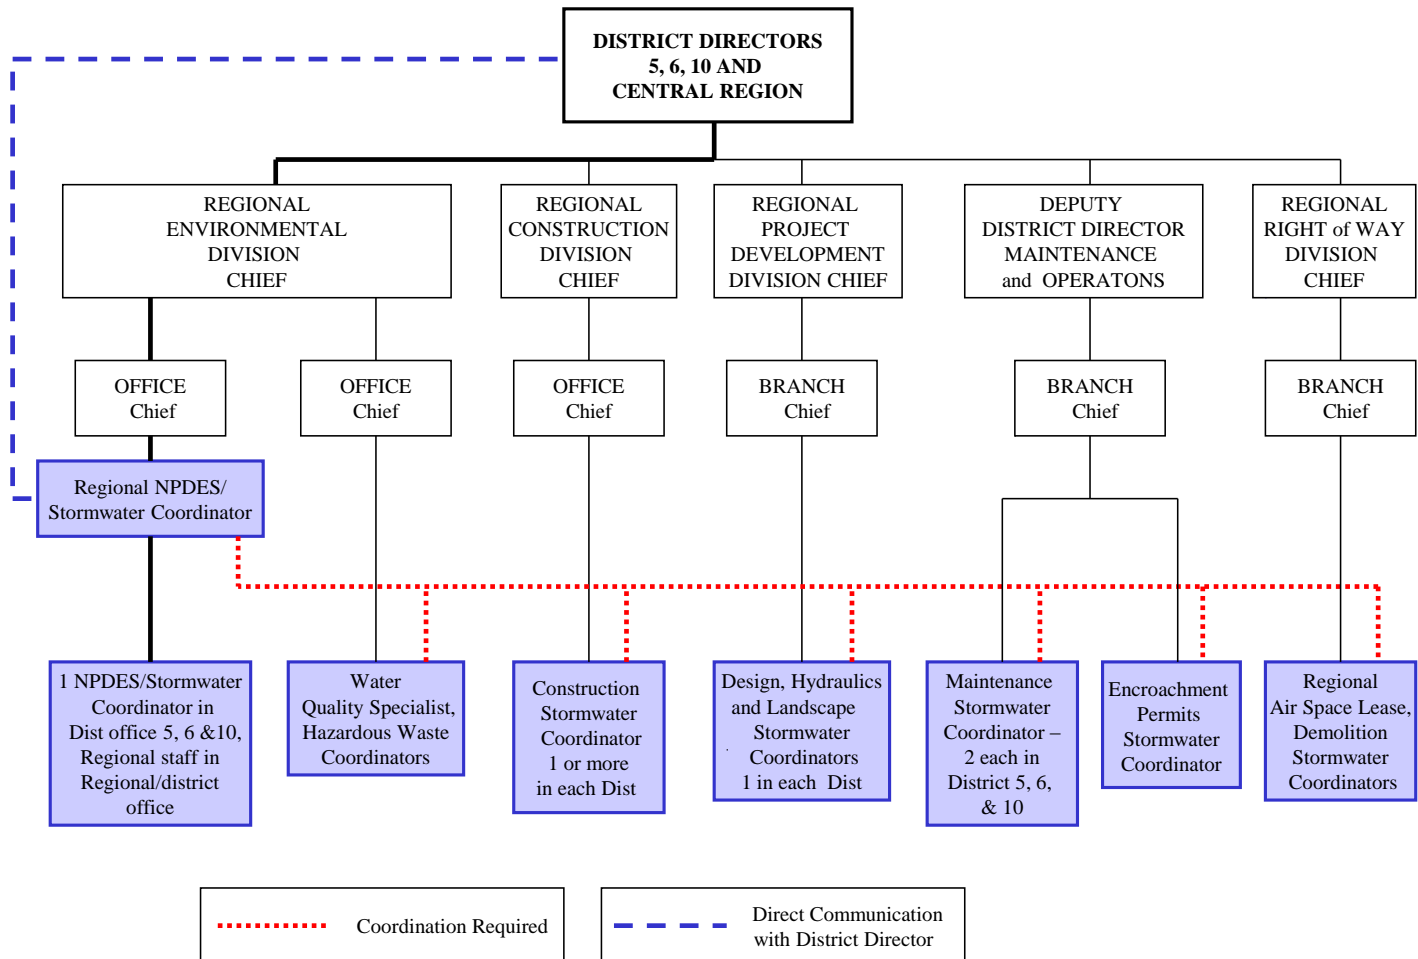 DISTRICT DIRECTORS
5, 6, 10 AND
CENTRAL REGION
REGIONAL
ENVIRONMENTAL
DIVISION
CHIEF
REGIONAL
CONSTRUCTION
DIVISION
CHIEF
REGIONAL
PROJECT
DEVELOPMENT
DIVISION CHIEF
DEPUTY
DISTRICT DIRECTOR
MAINTENANCE
and OPERATONS
REGIONAL
RIGHT of WAY
DIVISION
CHIEF
OFFICE
Chief
OFFICE
Chief
OFFICE
Chief
BRANCH
Chief
BRANCH
Chief
BRANCH
Chief
Regional NPDES/
Stormwater Coordinator
1 NPDES/Stormwater
Coordinator in
Dist office 5, 6 &10,
Regional staff in
Regional/district
office
Water
Quality Specialist,
Hazardous Waste
Coordinators
Construction
Stormwater
Coordinator
1 or more
in each Dist
Design, Hydraulics
and Landscape
Stormwater
Coordinators
1 in each Dist
Maintenance
Stormwater
Coordinator –
2 each in
District 5, 6,
& 10
Encroachment
Permits
Stormwater
Coordinator
Regional
Air Space Lease,
Demolition
Stormwater
Coordinators
Coordination Required
Direct Communication
with District Director